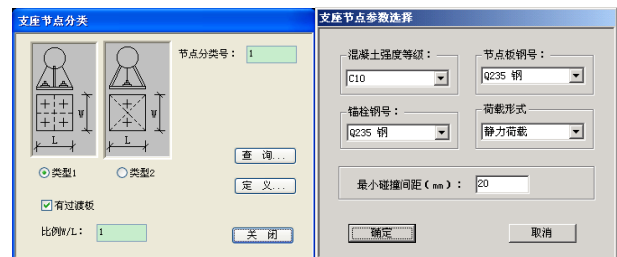 支座节点分类
节点分类号： 1
W
L
W
L
类型1
类型2
查 询...
定 义...
有过渡板
比例W/L： 1
关 闭
支座节点参数选择
混凝土强度等级：
C10
节点板钢号：
Q235 钢
锚栓钢号：
Q235 钢
荷载形式
静力荷载
最小碰撞间距(mm)： 20
确定
取消